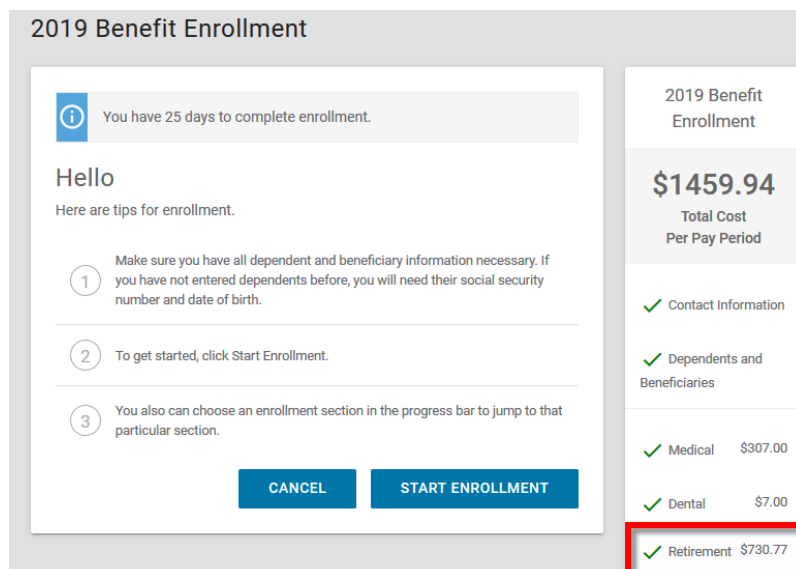 2019 Benefit Enrollment
You have 25 days to complete enrollment.
Hello
Here are tips for enrollment.
1
Make sure you have all dependent and beneficiary information necessary. If
you have not entered dependents before, you will need their social security
number and date of birth.
2
To get started, click Start Enrollment.
3
You also can choose an enrollment section in the progress bar to jump to that
particular section.
CANCEL
START ENROLLMENT
2019 Benefit
Enrollment
$1459.94
Total Cost
Per Pay Period
Contact Information
Dependents and
Beneficiaries
Medical $307.00
Dental $7.00
Retirement $730.77